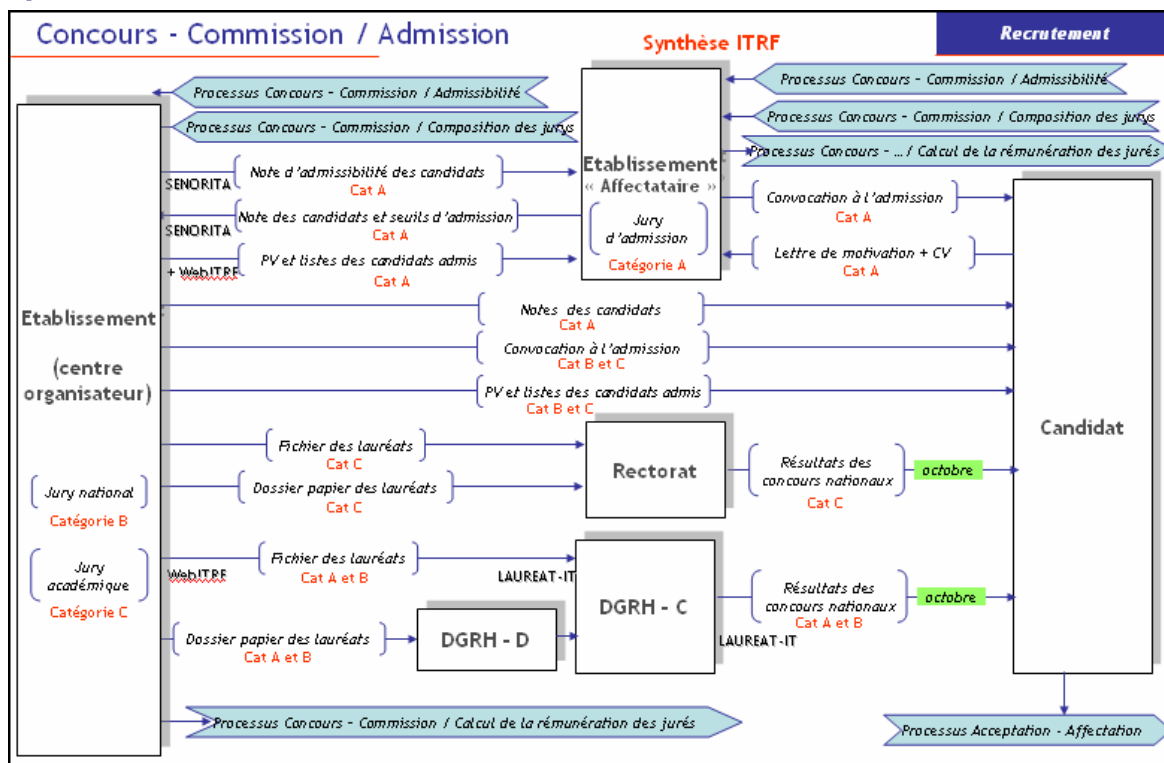 Concours - Commission / Admission
Synthèse ITRF
Recrutement
Processus Concours - Commission / Admissibilité
Processus Concours - Commission / Composition des jurys
Processus Concours - Commission / Admissibilité
Processus Concours - Commission / Composition des jurys
Processus Concours - ... / Calcul de la rémunération des jurés
Etablissement
« Affectataire »
Jury
d'admission
Catégorie A
SENORITA
Note d'admissibilité des candidats
Cat A
SENORITA
Note des candidats et seuils d'admission
Cat A
+ WebITRF
PV et listes des candidats admis
Cat A
Convocation à l'admission
Cat A
Lettre de motivation + CV
Cat A
Etablissement
(centre
organisateur)
Jury national
Catégorie B
Jury
académique
Catégorie C
Notes des candidats
Cat A
Convocation à l'admission
Cat B et C
PV et listes des candidats admis
Cat B et C
Candidat
Fichier des lauréats
Cat C
Dossier papier des lauréats
Cat C
Rectorat
Résultats des
concours nationaux
Cat C
octobre
WebITRF
Fichier des lauréats
Cat A et B
LAUREAT-IT
DGRH - C
LAUREAT-IT
Résultats des
concours nationaux
Cat A et B
octobre
Dossier papier des lauréats
Cat A et B
DGRH - D
Processus Concours - Commission / Calcul de la rémunération des jurés
Processus Acceptation - Affectation